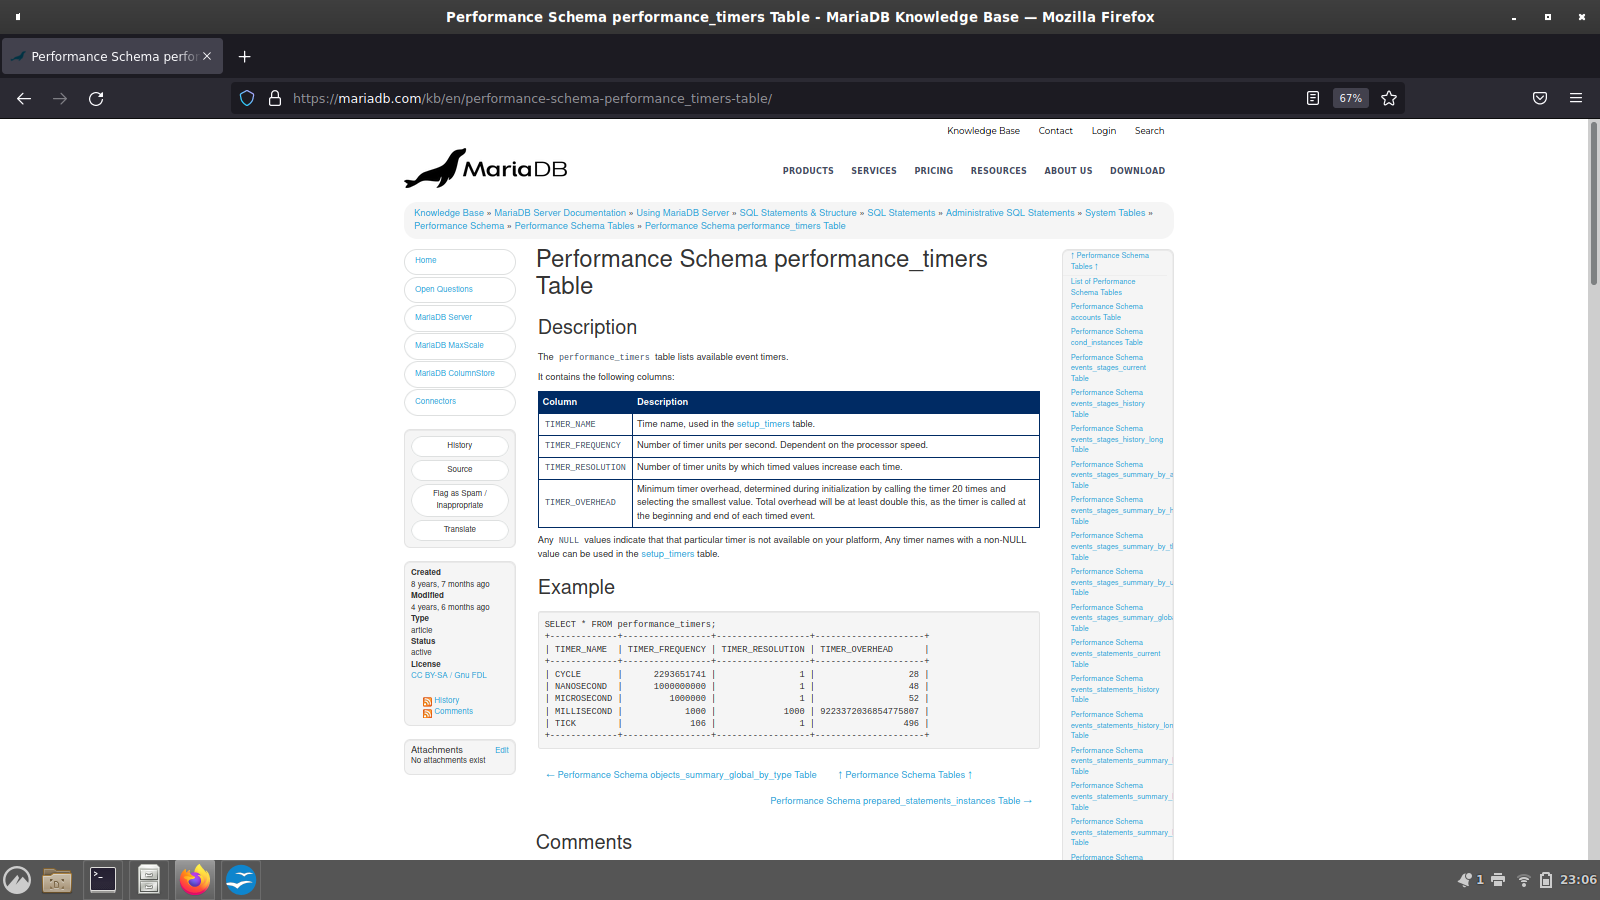 Performance Schema performance_timers Table - MariaDB Knowledge Base — Mozilla Firefox
Performance Schema perfor
https://mariadb.com/kb/en/performance-schema-performance_timers-table/
67%
Knowledge Base Contact Login Search
MariaDB
PRODUCTS SERVICES PRICING RESOURCES ABOUT US DOWNLOAD
Knowledge Base » MariaDB Server Documentation » Using MariaDB Server » SQL Statements & Structure » SQL Statements » Administrative SQL Statements » System Tables »
Performance Schema » Performance Schema Tables » Performance Schema performance_timers Table
Home
Open Questions
MariaDB Server
MariaDB MaxScale
MariaDB ColumnStore
Connectors
History
Source
Flag as Spam /
Inappropriate
Translate
Created
8 years, 7 months ago
Modified
4 years, 6 months ago
Type
article
Status
active
License
CC BY-SA / Gnu FDL
History
Comments
Attachments Edit
No attachments exist
Performance Schema performance_timers
Table
Description
The performance_timers table lists available event timers.
It contains the following columns:
Column Description
TIMER_NAME Time name, used in the setup_timers table.
TIMER_FREQUENCY Number of timer units per second. Dependent on the processor speed.
TIMER_RESOLUTION Number of timer units by which timed values increase each time.
TIMER_OVERHEAD Minimum timer overhead, determined during initialization by calling the timer 20 times and
selecting the smallest value. Total overhead will be at least double this, as the timer is called at
the beginning and end of each timed event.
Any NULL values indicate that that particular timer is not available on your platform, Any timer names with a non-NULL
value can be used in the setup_timers table.
Example
SELECT * FROM performance_timers;
+-------------+-----------------+------------------+---------------------+
| TIMER_NAME  | TIMER_FREQUENCY | TIMER_RESOLUTION | TIMER_OVERHEAD      |
+-------------+-----------------+------------------+---------------------+
| CYCLE       |      2293651741 |                1 |                  28 |
| NANOSECOND  |      1000000000 |                1 |                  48 |
| MICROSECOND |         1000000 |                1 |                  52 |
| MILLISECOND |            1000 |             1000 | 9223372036854775807 |
| TICK        |             106 |                1 |                 496 |
+-------------+-----------------+------------------+---------------------+
← Performance Schema objects_summary_global_by_type Table ↑ Performance Schema Tables ↑
Performance Schema prepared_statements_instances Table →
Comments
↑ Performance Schema
Tables ↑
List of Performance
Schema Tables
Performance Schema
accounts Table
Performance Schema
cond_instances Table
Performance Schema
events_stages_current
Table
Performance Schema
events_stages_history
Table
Performance Schema
events_stages_history_long
Table
Performance Schema
events_stages_summary_by_a
Table
Performance Schema
events_stages_summary_by_h
Table
Performance Schema
events_stages_summary_by_t
Table
Performance Schema
events_stages_summary_by_u
Table
Performance Schema
events_stages_summary_globa
Table
Performance Schema
events_statements_current
Table
Performance Schema
events_statements_history
Table
Performance Schema
events_statements_history_lon
Table
Performance Schema
events_statements_summary_
Table
Performance Schema
events_statements_summary_
Table
Performance Schema
events_statements_summary_
Table
Performance Schema
1
23:06